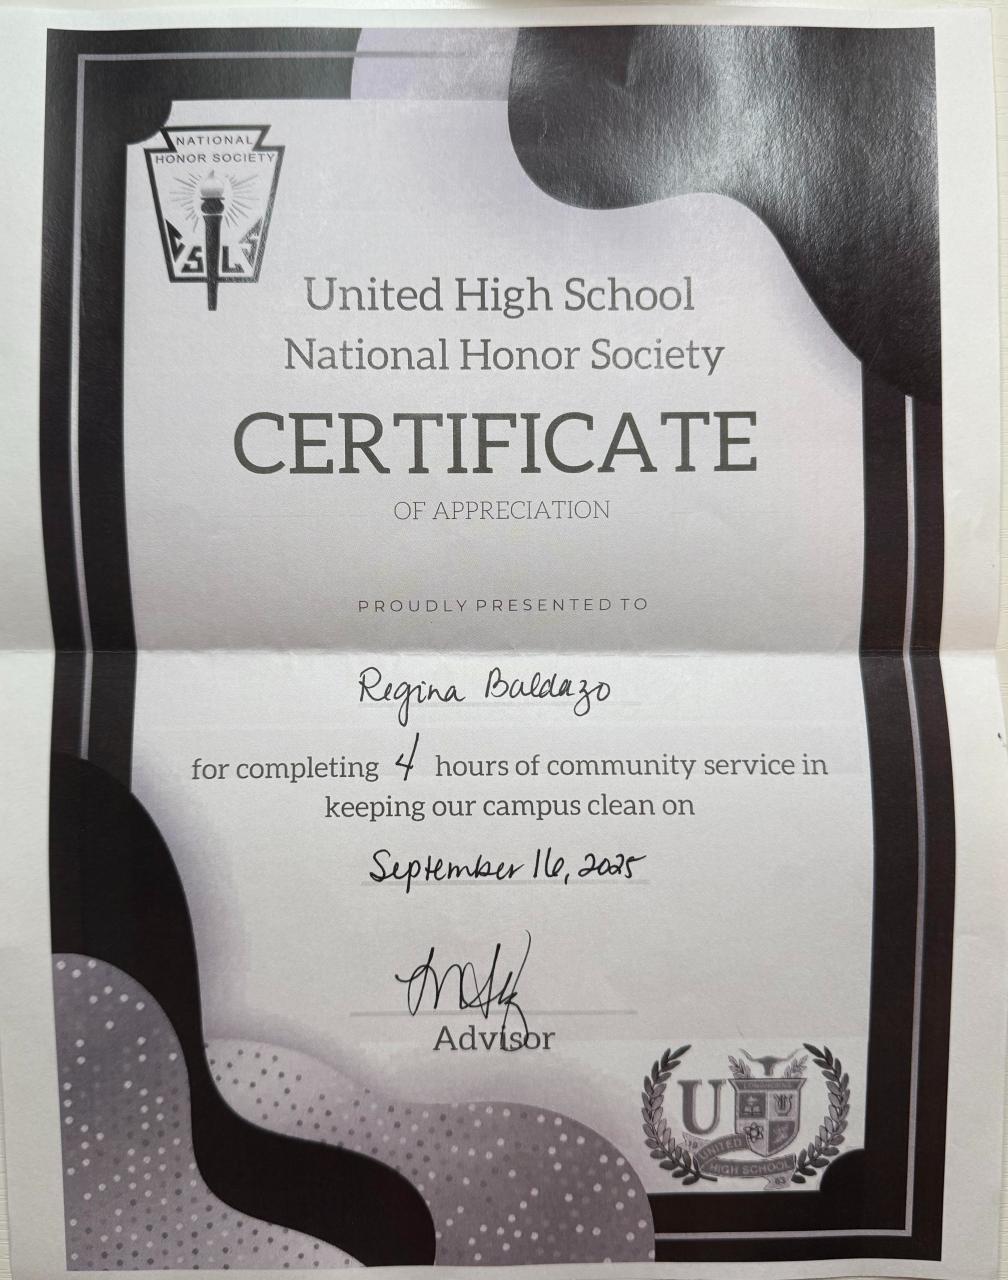 NATIONAL
HONOR SOCIETY
C S L S
United High School
National Honor Society
CERTIFICATE
OF APPRECIATION
PROUDLY PRESENTED TO
Regina Baldazo
for completing 4 hours of community service in
keeping our campus clean on
September 16, 2025
Advisor
U
UNITED
HIGH SCHOOL
63